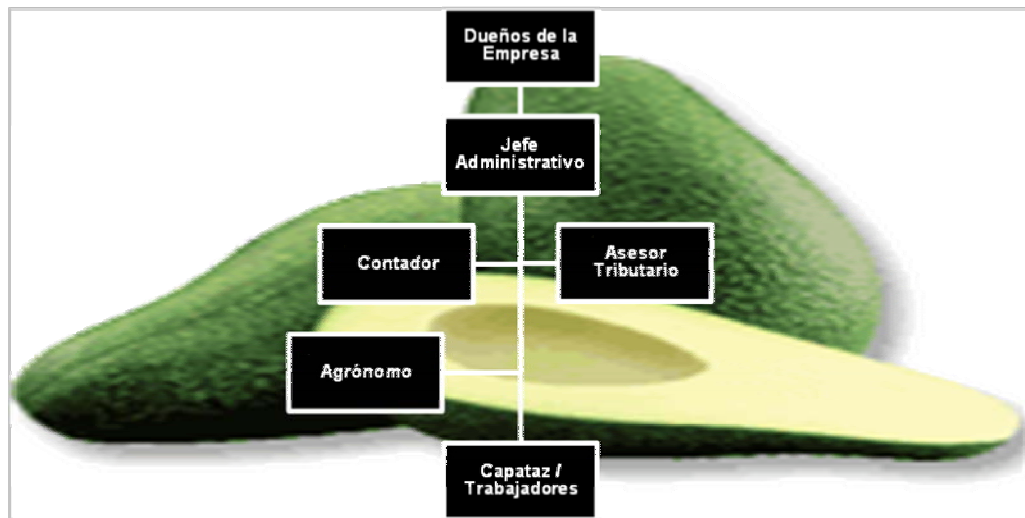 Dueños de la
Empresa
Jefe
Administrativo
Contador
Asesor
Tributario
Agrónomo
Capataz /
Trabajadores